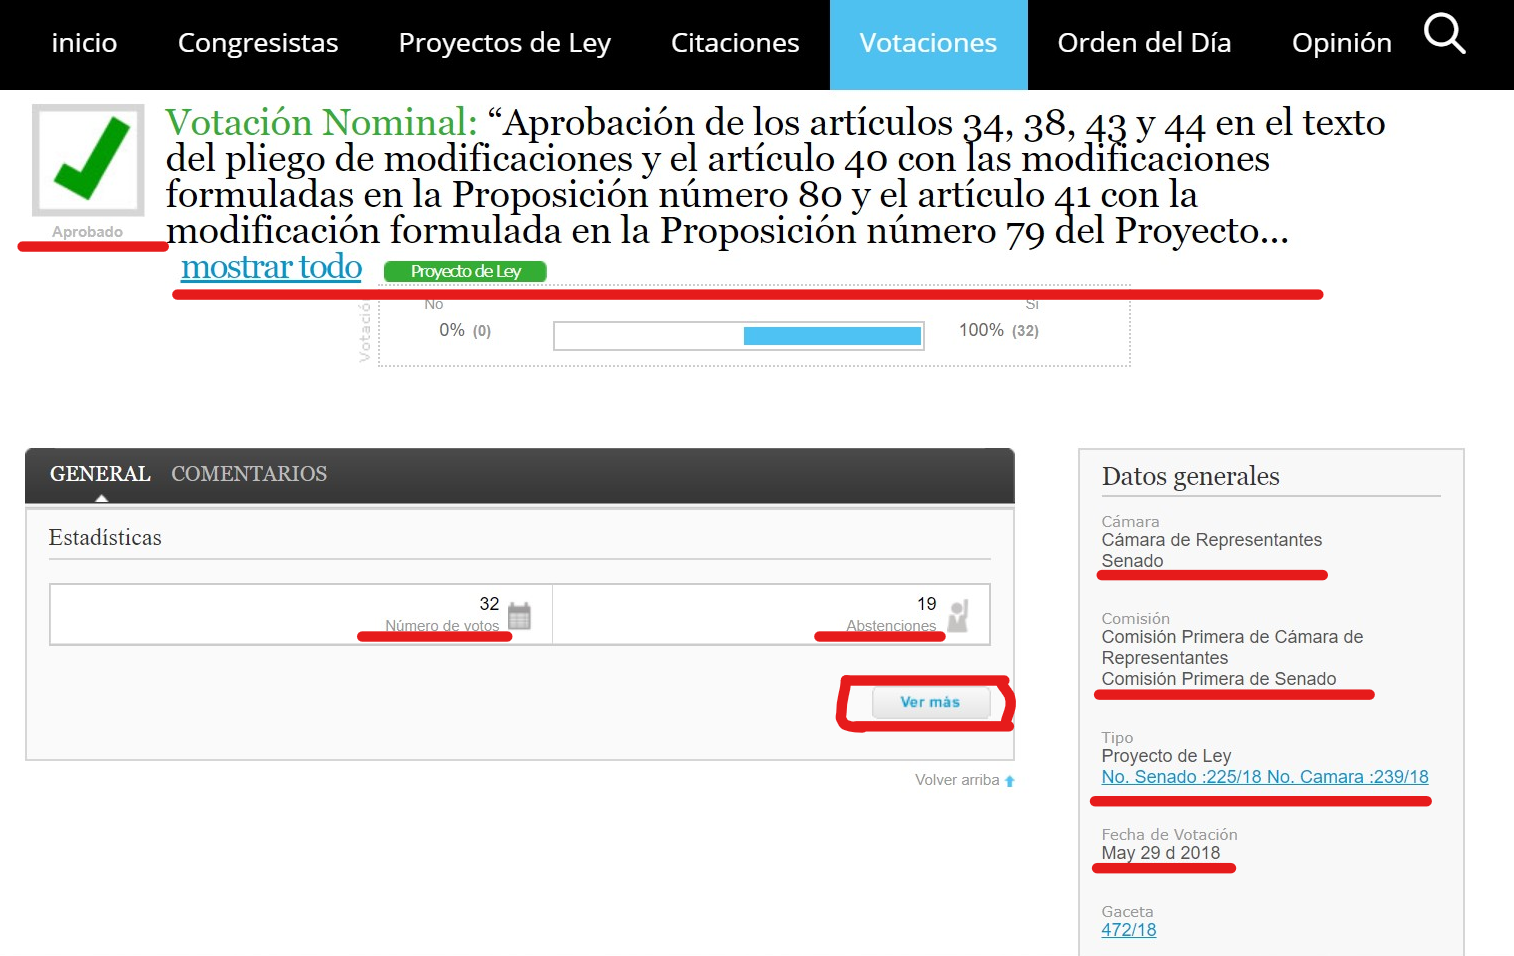 inicio Congresistas Proyectos de Ley Citaciones Votaciones Orden del Día Opinión
Votación Nominal: “Aprobación de los artículos 34, 38, 43 y 44 en el texto
del pliego de modificaciones y el artículo 40 con las modificaciones
formuladas en la Proposición número 80 y el artículo 41 con la
modificación formulada en la Proposición número 79 del Proyecto...
Aprobado
mostrar todo Proyecto de Ley
Votació
No Si
0% (0) 100% (32)
GENERAL COMENTARIOS
Estadísticas
32
Número de votos
19
Abstenciones
Ver más
Volver arriba
Datos generales
Cámara
Cámara de Representantes
Senado
Comisión
Comisión Primera de Cámara de
Representantes
Comisión Primera de Senado
Tipo
Proyecto de Ley
No. Senado :225/18 No. Camara :239/18
Fecha de Votación
May 29 d 2018
Gaceta
472/18